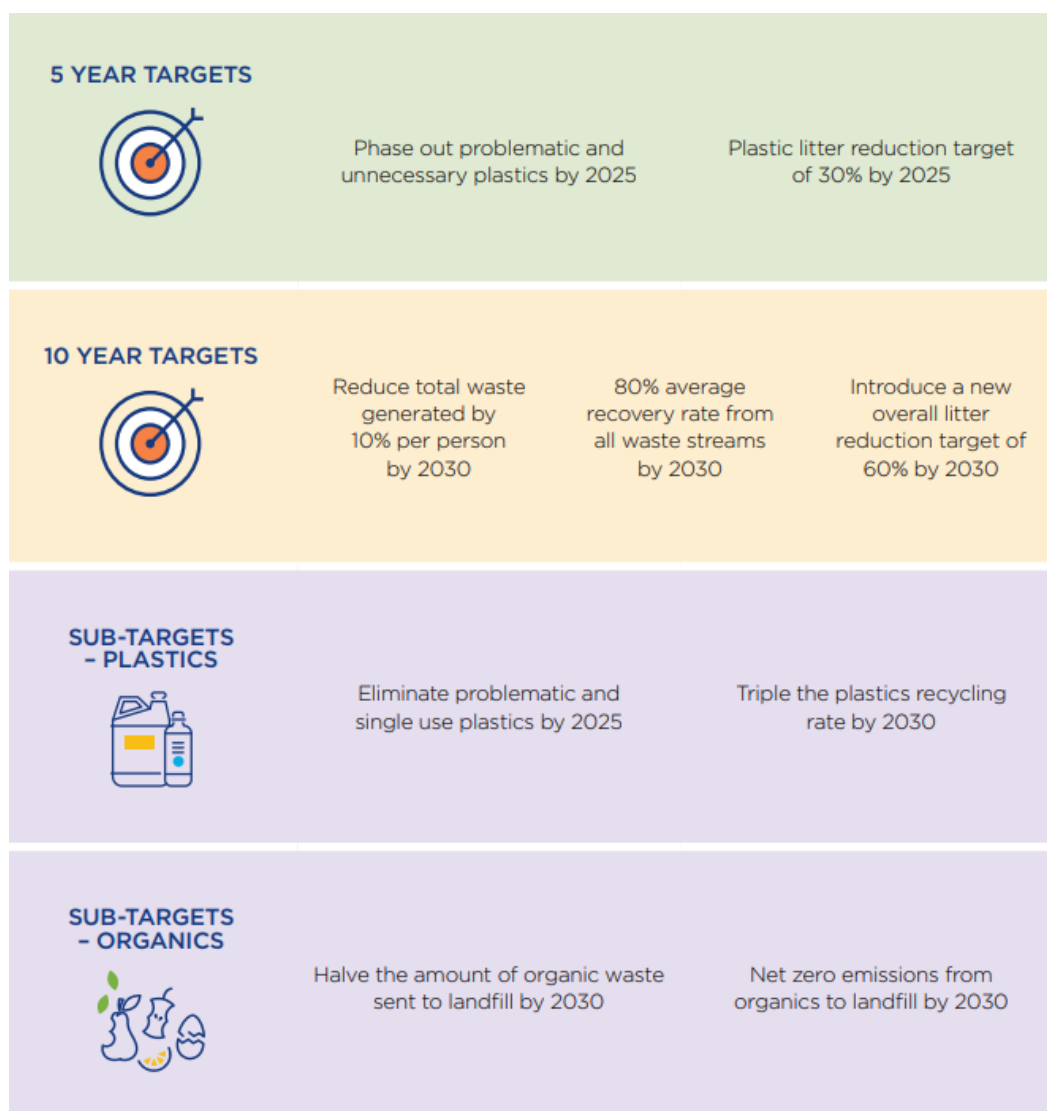 5 YEAR TARGETS
Phase out problematic and
unnecessary plastics by 2025
Plastic litter reduction target
of 30% by 2025
10 YEAR TARGETS
Reduce total waste
generated by
10% per person
by 2030
80% average
recovery rate from
all waste streams
by 2030
Introduce a new
overall litter
reduction target of
60% by 2030
SUB-TARGETS
– PLASTICS
Eliminate problematic and
single use plastics by 2025
Triple the plastics recycling
rate by 2030
SUB-TARGETS
– ORGANICS
Halve the amount of organic waste
sent to landfill by 2030
Net zero emissions from
organics to landfill by 2030